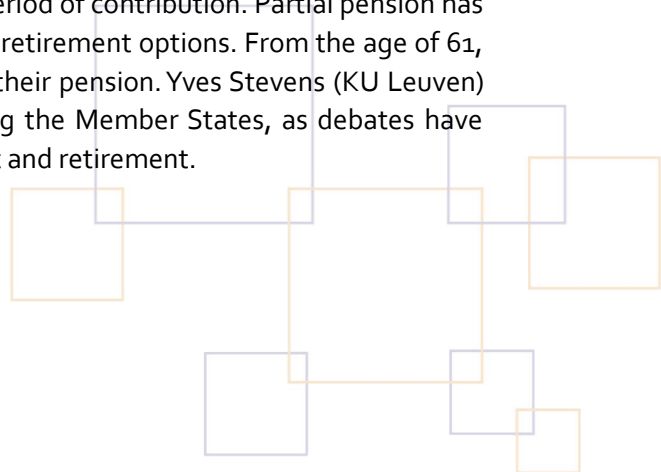 eriod of contribution. Partial pension has
retirement options. From the age of 61,
their pension. Yves Stevens (KU Leuven)
g the Member States, as debates have
and retirement.